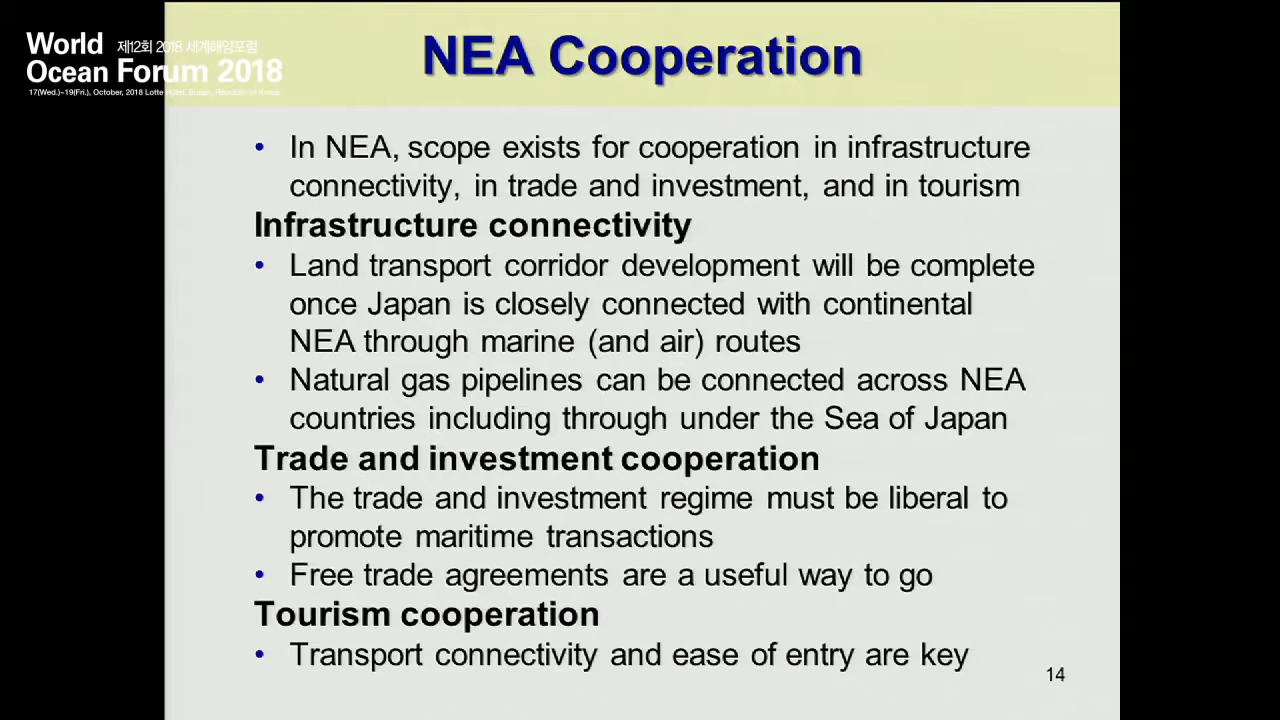 World 제12회 2018 세계해양포럼
Ocean Forum 2018
17(Wed.)~19(Fri.), October, 2018 Lotte Hotel, Busan, Republic of Korea
NEA Cooperation
• In NEA, scope exists for cooperation in infrastructure
connectivity, in trade and investment, and in tourism
Infrastructure connectivity
• Land transport corridor development will be complete
once Japan is closely connected with continental
NEA through marine (and air) routes
• Natural gas pipelines can be connected across NEA
countries including through under the Sea of Japan
Trade and investment cooperation
• The trade and investment regime must be liberal to
promote maritime transactions
• Free trade agreements are a useful way to go
Tourism cooperation
• Transport connectivity and ease of entry are key
14